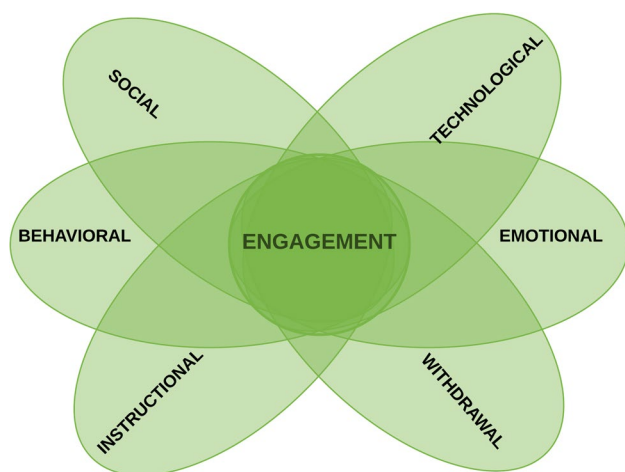 SOCIAL
TECHNOLOGICAL
BEHAVIORAL
ENGAGEMENT
EMOTIONAL
INSTRUCTIONAL
WITHDRAWAL